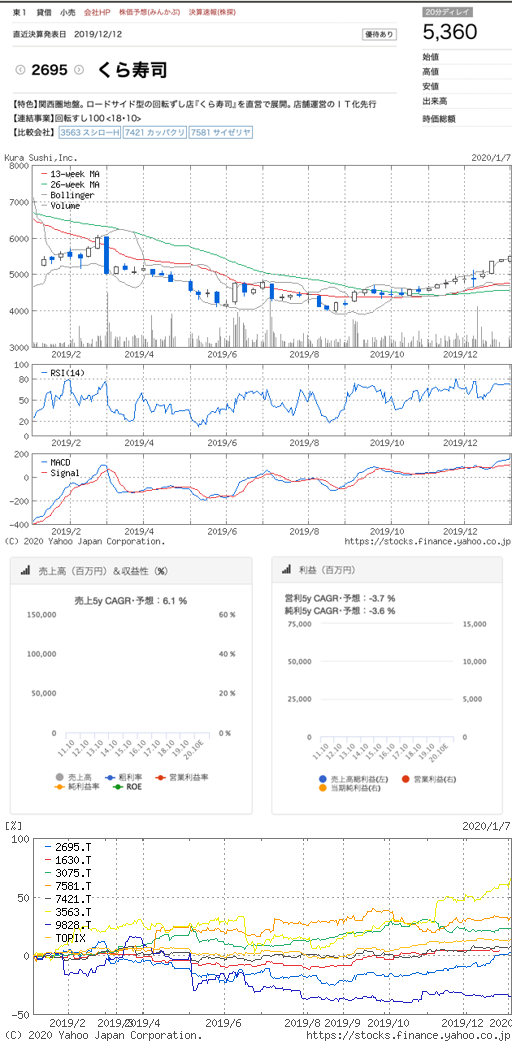 東１ 貸借 小売 会社HP 株価予想(みんかぶ) 決算速報(株探)
20分ディレイ
直近決算発表日 2019/12/12
優待あり
5,360
2695 くら寿司
始値
高値
安値
出来高
時価総額
【特色】関西圏地盤。ロードサイド型の回転ずし店『くら寿司』を直営で展開。店舗運営のＩＴ化先行
【連結事業】回転すし100 <18・10>
【比較会社】 3563 スシローH 7421 カッパクリ 7581 サイゼリヤ
Kura Sushi,Inc.
2020/1/7
8000
7000
6000
5000
4000
3000
13-week MA
26-week MA
Bollinger
Volume
2019/2 2019/4 2019/6 2019/8 2019/10 2019/12
100
80
50
20
0
RSI(14)
2019/2 2019/4 2019/6 2019/8 2019/10 2019/12
200
0
−200
−400
MACD
Signal
2019/2 2019/4 2019/6 2019/8 2019/10 2019/12
(C) 2020 Yahoo Japan Corporation. https://stocks.finance.yahoo.co.jp
売上高（百万円）＆収益性（%）
売上5y CAGR･予想：6.1 %
150,000
100,000
50,000
0
60 %
40 %
20 %
0 %
11.10 12.10 13.10 14.10 15.10 16.10 17.10 18.10 19.10 20.10E
売上高 粗利率 営業利益率
純利益率 ROE
利益（百万円）
営利5y CAGR･予想：-3.7 %
純利5y CAGR･予想：-3.6 %
75,000
50,000
25,000
0
15,000
10,000
5,000
0
11.10 12.10 13.10 14.10 15.10 16.10 17.10 18.10 19.10 20.10E
売上高総利益(左) 営業利益(右)
当期純利益(右)
[%]
2020/1/7
100
50
0
−50
2695.T
1630.T
3075.T
7581.T
7421.T
3563.T
9828.T
TOPIX
2019/2 2019/4 2019/6 2019/8 2019/9 2019/10 2019/12
(C) 2020 Yahoo Japan Corporation. https://stocks.finance.yahoo.co.jp